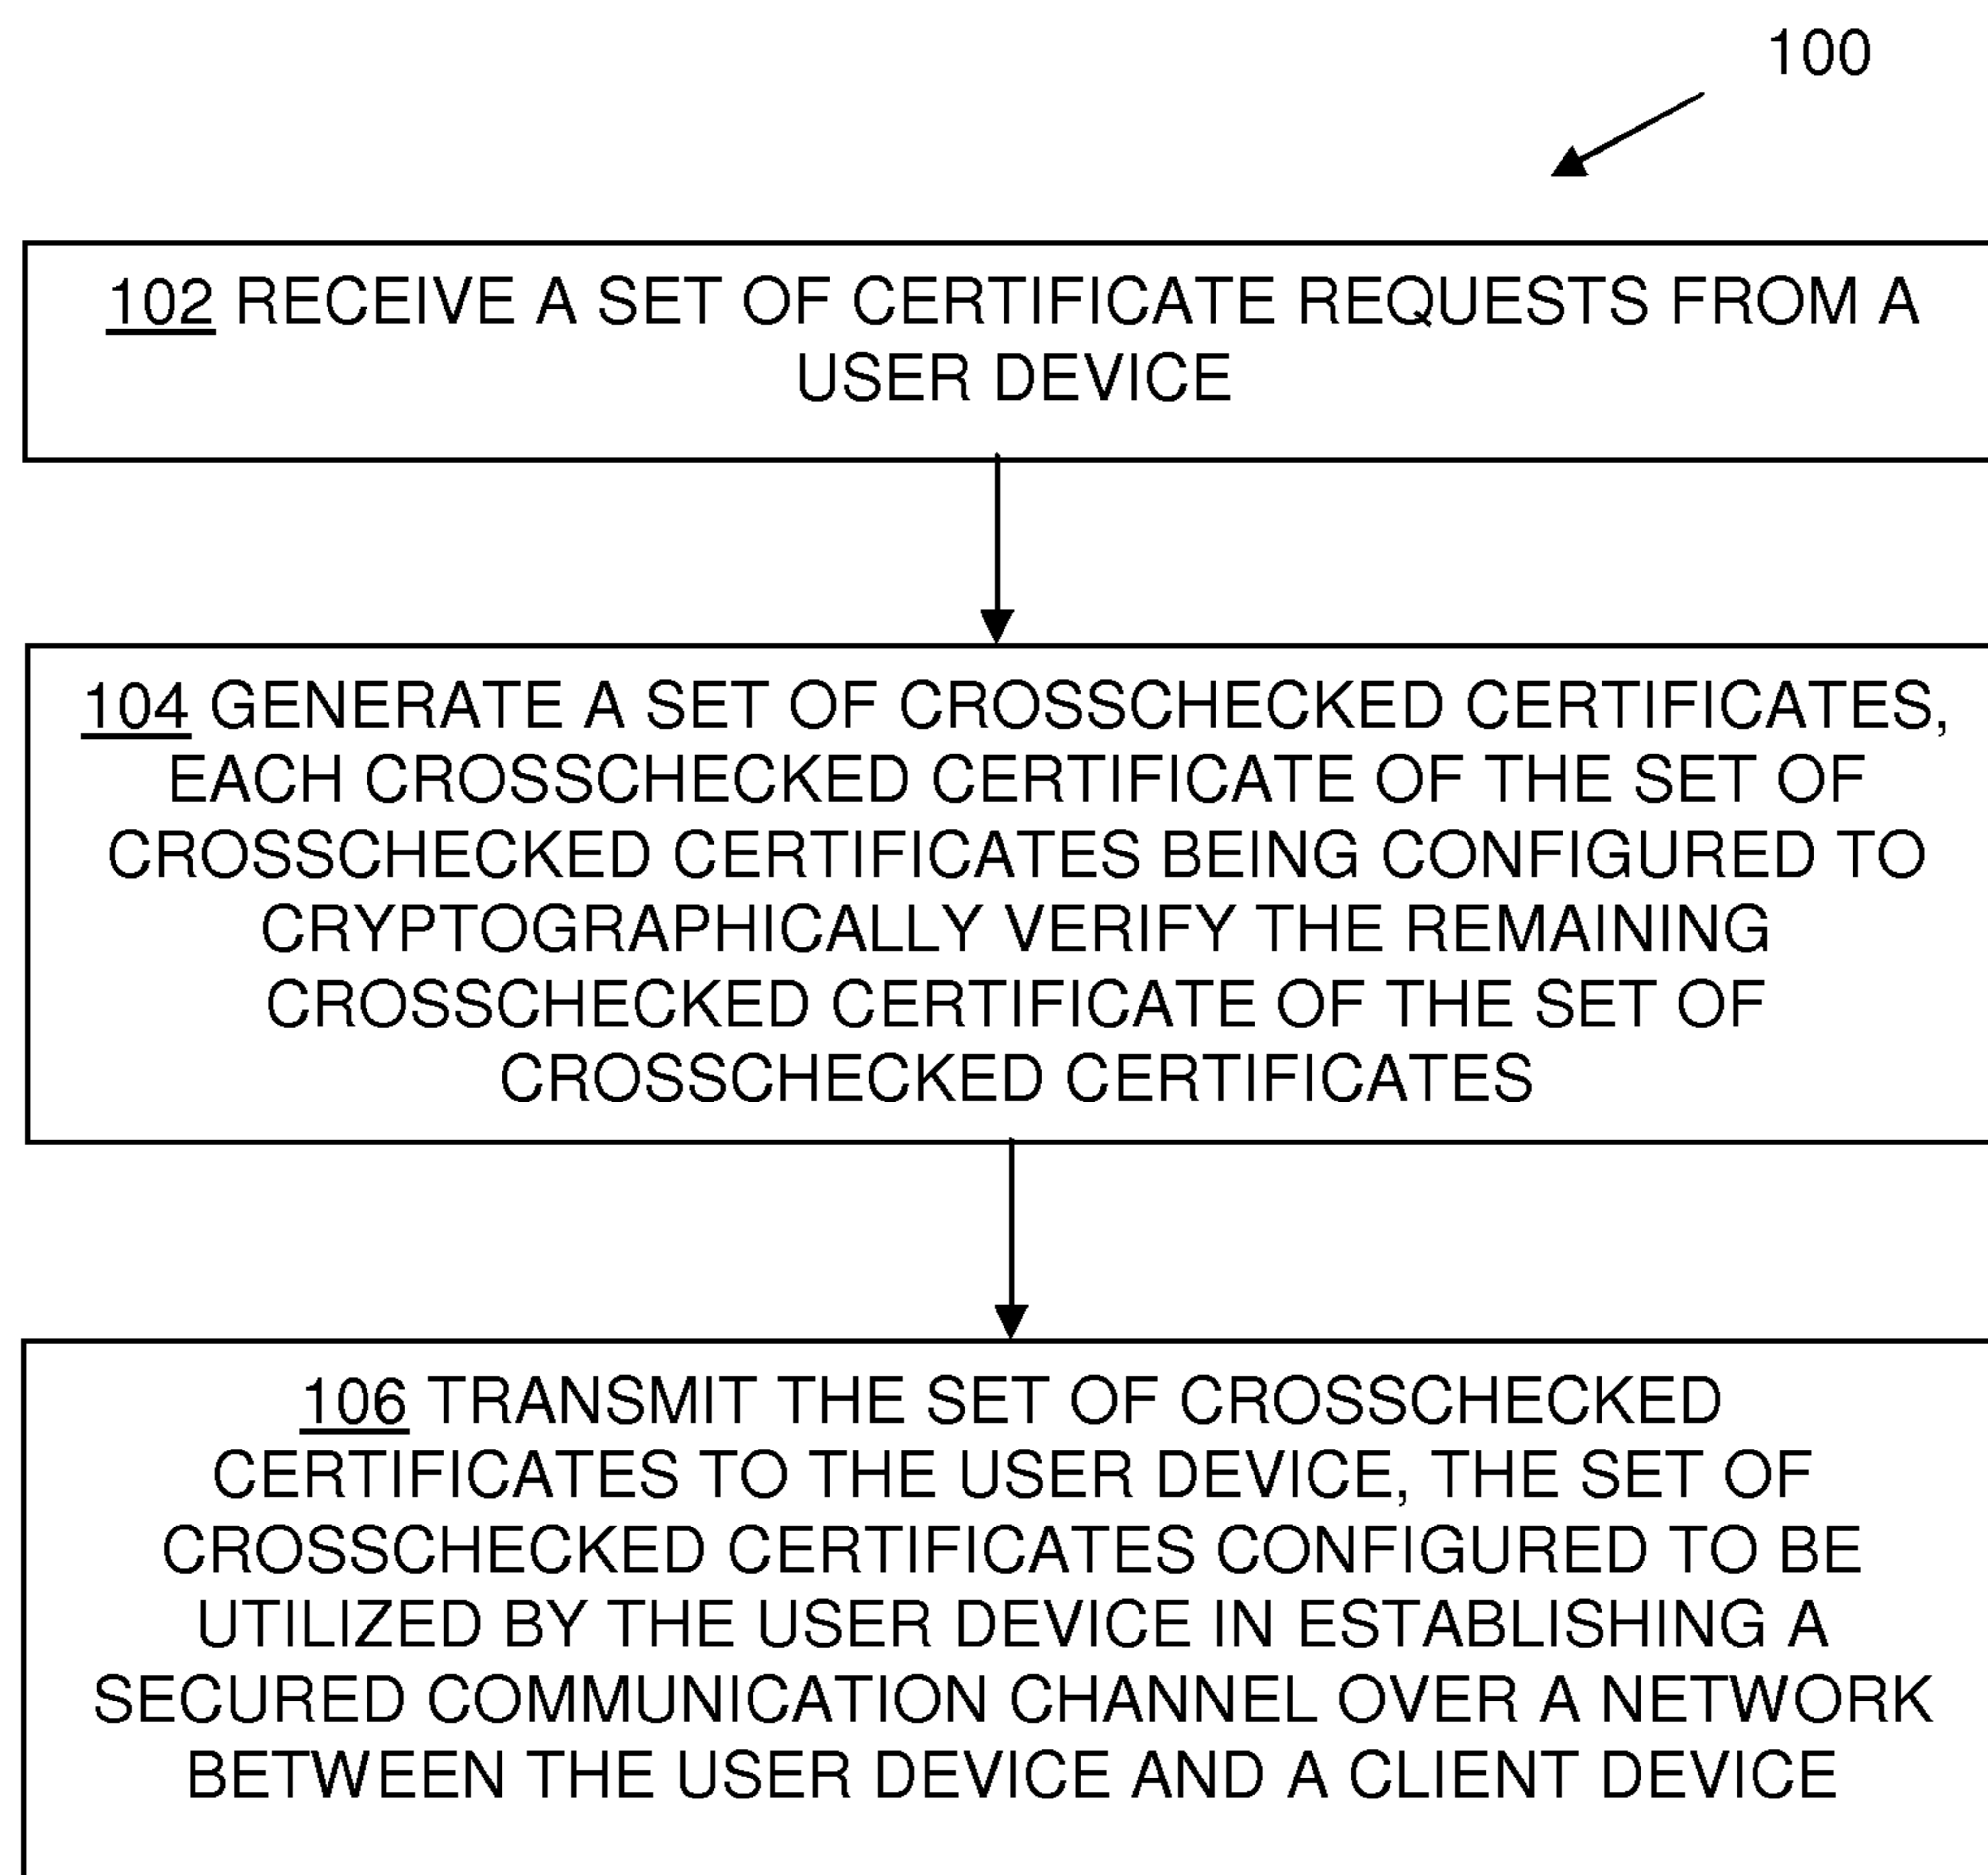 100
102 RECEIVE A SET OF CERTIFICATE REQUESTS FROM A
USER DEVICE
104 GENERATE A SET OF CROSSCHECKED CERTIFICATES,
EACH CROSSCHECKED CERTIFICATE OF THE SET OF
CROSSCHECKED CERTIFICATES BEING CONFIGURED TO
CRYPTOGRAPHICALLY VERIFY THE REMAINING
CROSSCHECKED CERTIFICATE OF THE SET OF
CROSSCHECKED CERTIFICATES
106 TRANSMIT THE SET OF CROSSCHECKED
CERTIFICATES TO THE USER DEVICE, THE SET OF
CROSSCHECKED CERTIFICATES CONFIGURED TO BE
UTILIZED BY THE USER DEVICE IN ESTABLISHING A
SECURED COMMUNICATION CHANNEL OVER A NETWORK
BETWEEN THE USER DEVICE AND A CLIENT DEVICE